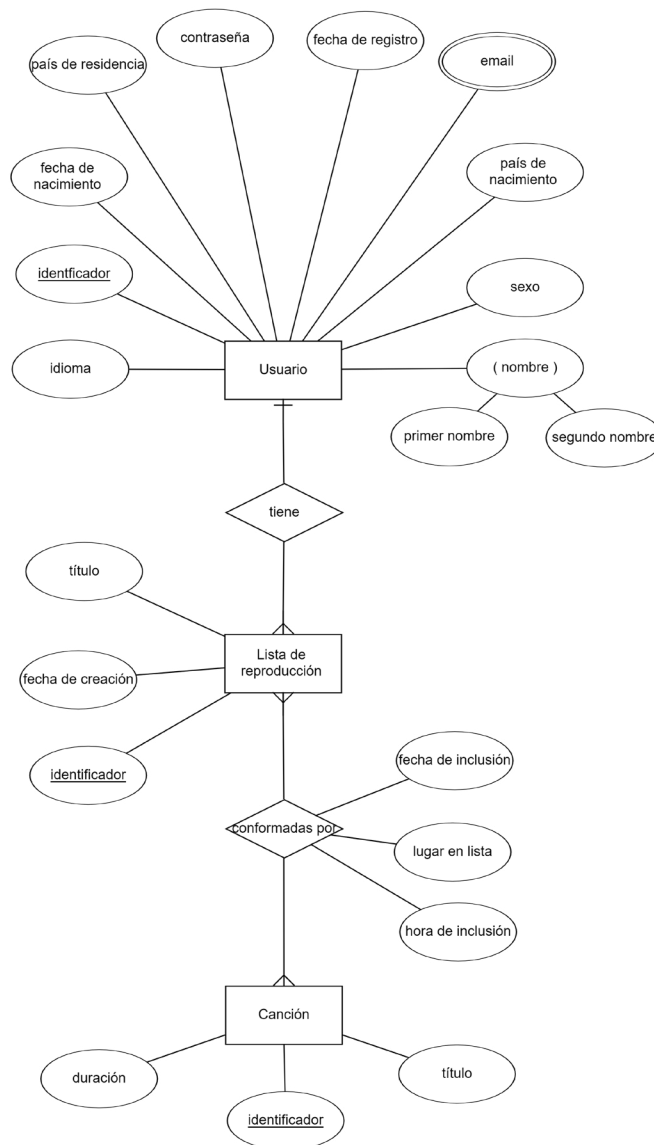 contraseña
fecha de registro
país de residencia
email
fecha de
nacimiento
país de
nacimiento
identficador
sexo
idioma
Usuario
( nombre )
primer nombre
segundo nombre
tiene
título
Lista de
reproducción
fecha de creación
identificador
fecha de inclusión
conformadas por
lugar en lista
hora de inclusión
Canción
duración
título
identificador